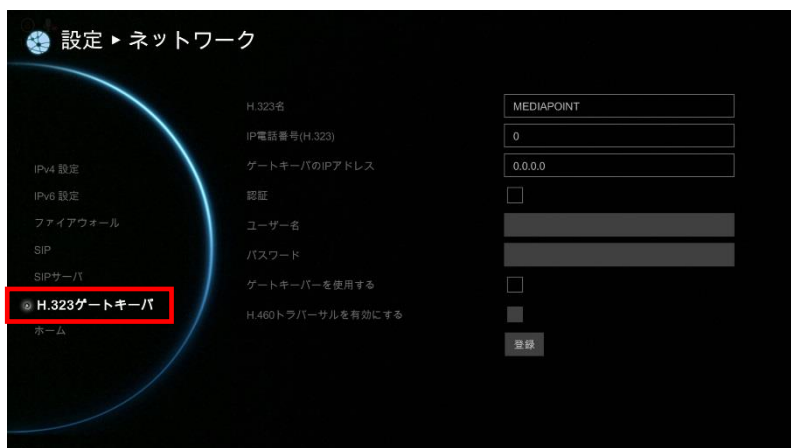 設定 ▸ ネットワーク
H.323名
MEDIAPOINT
IP電話番号(H.323)
0
ゲートキーパのIPアドレス
0.0.0.0
認証
ユーザー名
パスワード
ゲートキーパーを使用する
H.460トラバーサルを有効にする
登録
IPv4 設定
IPv6 設定
ファイアウォール
SIP
SIPサーバ
H.323ゲートキーパ
ホーム